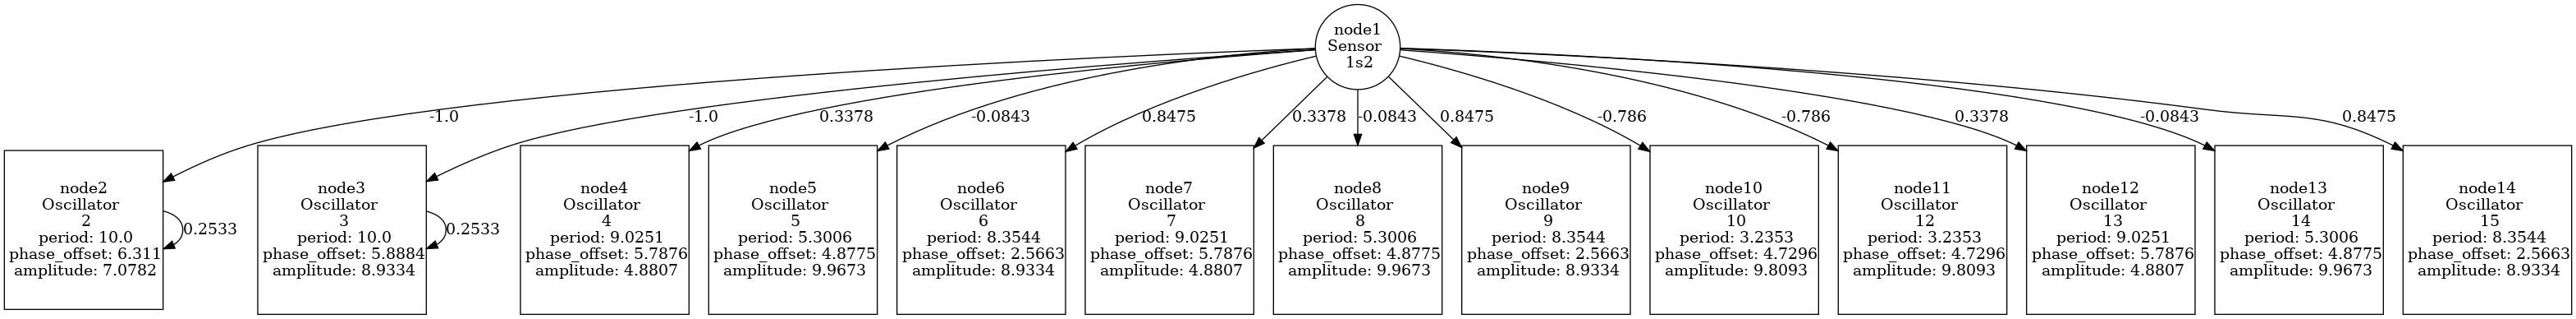 node1
Sensor
1s2
-1.0
-1.0
0.3378
-0.0843
0.8475
0.3378
-0.0843
0.8475
-0.786
-0.786
0.3378
-0.0843
0.8475
node2
Oscillator
2
period: 10.0
phase_offset: 6.311
amplitude: 7.0782
0.2533
node3
Oscillator
3
period: 10.0
phase_offset: 5.8884
amplitude: 8.9334
0.2533
node4
Oscillator
4
period: 9.0251
phase_offset: 5.7876
amplitude: 4.8807
node5
Oscillator
5
period: 5.3006
phase_offset: 4.8775
amplitude: 9.9673
node6
Oscillator
6
period: 8.3544
phase_offset: 2.5663
amplitude: 8.9334
node7
Oscillator
7
period: 9.0251
phase_offset: 5.7876
amplitude: 4.8807
node8
Oscillator
8
period: 5.3006
phase_offset: 4.8775
amplitude: 9.9673
node9
Oscillator
9
period: 8.3544
phase_offset: 2.5663
amplitude: 8.9334
node10
Oscillator
10
period: 3.2353
phase_offset: 4.7296
amplitude: 9.8093
node11
Oscillator
12
period: 3.2353
phase_offset: 4.7296
amplitude: 9.8093
node12
Oscillator
13
period: 9.0251
phase_offset: 5.7876
amplitude: 4.8807
node13
Oscillator
14
period: 5.3006
phase_offset: 4.8775
amplitude: 9.9673
node14
Oscillator
15
period: 8.3544
phase_offset: 2.5663
amplitude: 8.9334